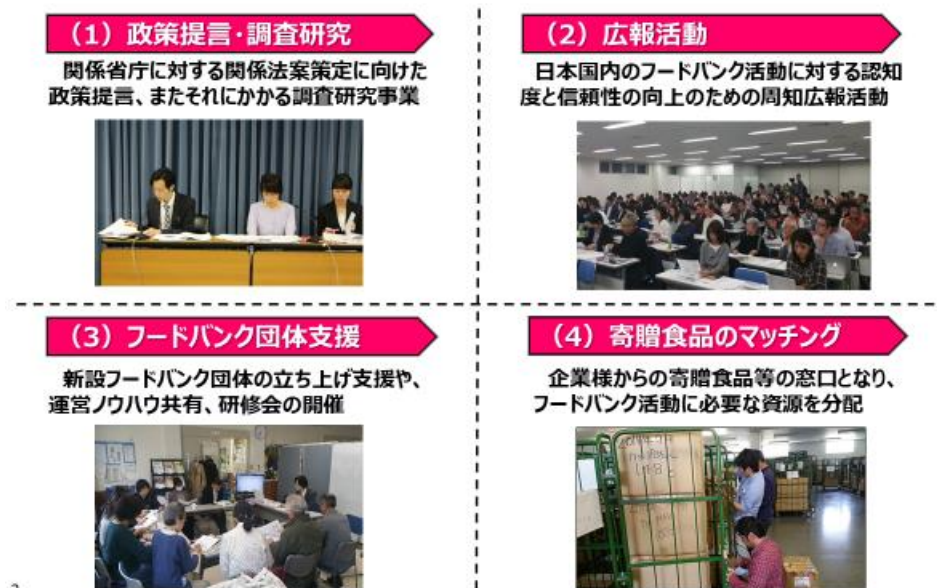 (1) 政策提言・調査研究
関係省庁に対する関係法案策定に向けた
政策提言、またそれにかかる調査研究事業
(2) 広報活動
日本国内のフードバンク活動に対する認知
度と信頼性の向上のための周知広報活動
(3) フードバンク団体支援
新設フードバンク団体の立ち上げ支援や、
運営ノウハウ共有、研修会の開催
(4) 寄贈食品のマッチング
企業様からの寄贈食品等の窓口となり、
フードバンク活動に必要な資源を分配